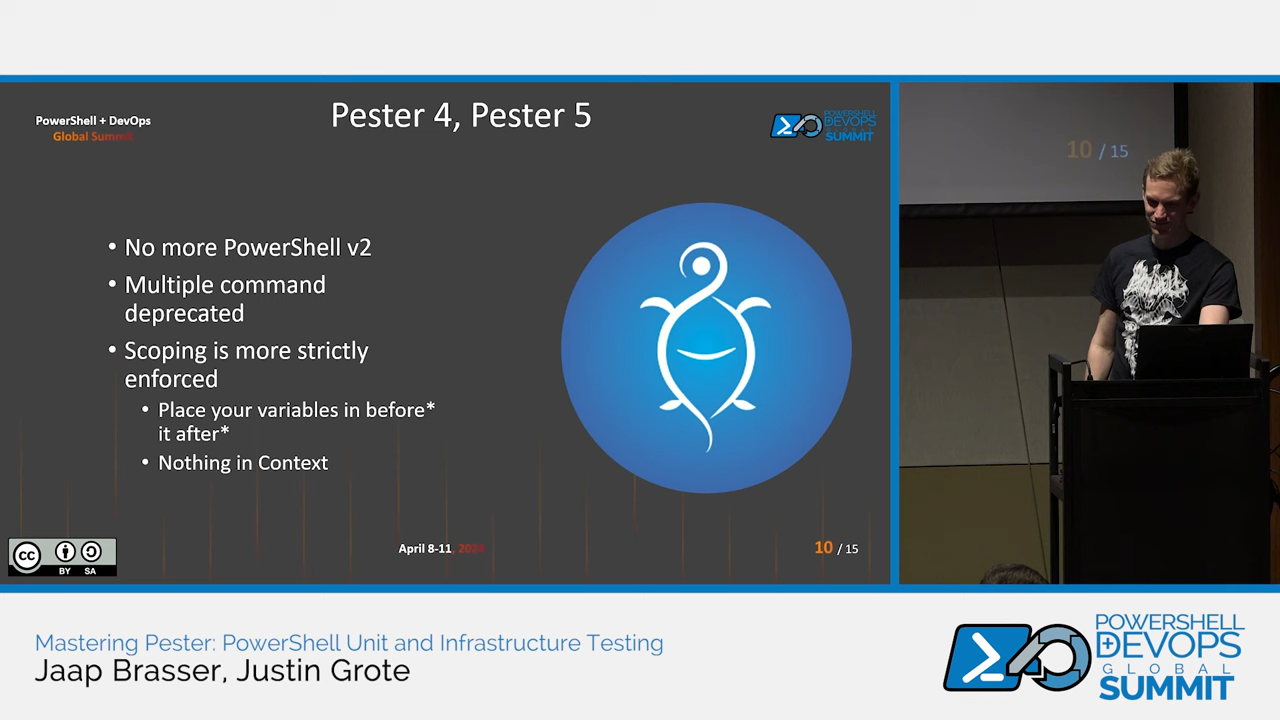 PowerShell + DevOps
Global Summit
Pester 4, Pester 5
POWERSHELL
DEVOPS
GLOBAL
SUMMIT
• No more PowerShell v2
• Multiple command
deprecated
• Scoping is more strictly
enforced
• Place your variables in before*
it after*
• Nothing in Context
cc
BY SA
April 8-11, 2024
10 / 15
10 / 15
Mastering Pester: PowerShell Unit and Infrastructure Testing
Jaap Brasser, Justin Grote
POWERSHELL
+DEVOPS
GLOBAL
SUMMIT